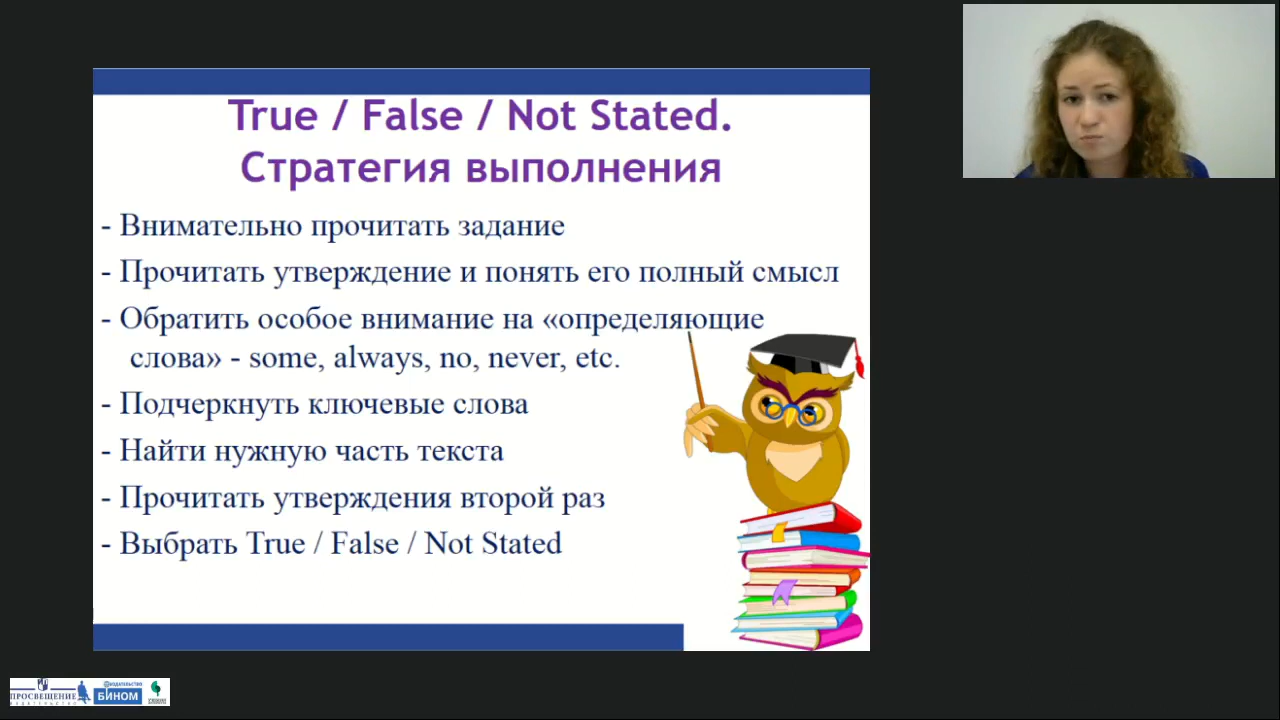 True / False / Not Stated.
Стратегия выполнения
- Внимательно прочитать задание
- Прочитать утверждение и понять его полный смысл
- Обратить особое внимание на «определяющие
слова» - some, always, no, never, etc.
- Подчеркнуть ключевые слова
- Найти нужную часть текста
- Прочитать утверждения второй раз
- Выбрать True / False / Not Stated
ПРОСВЕЩЕНИЕ
ИЗДАТЕЛЬСТВО
ИЗДАТЕЛЬСТВО
БИНОМ